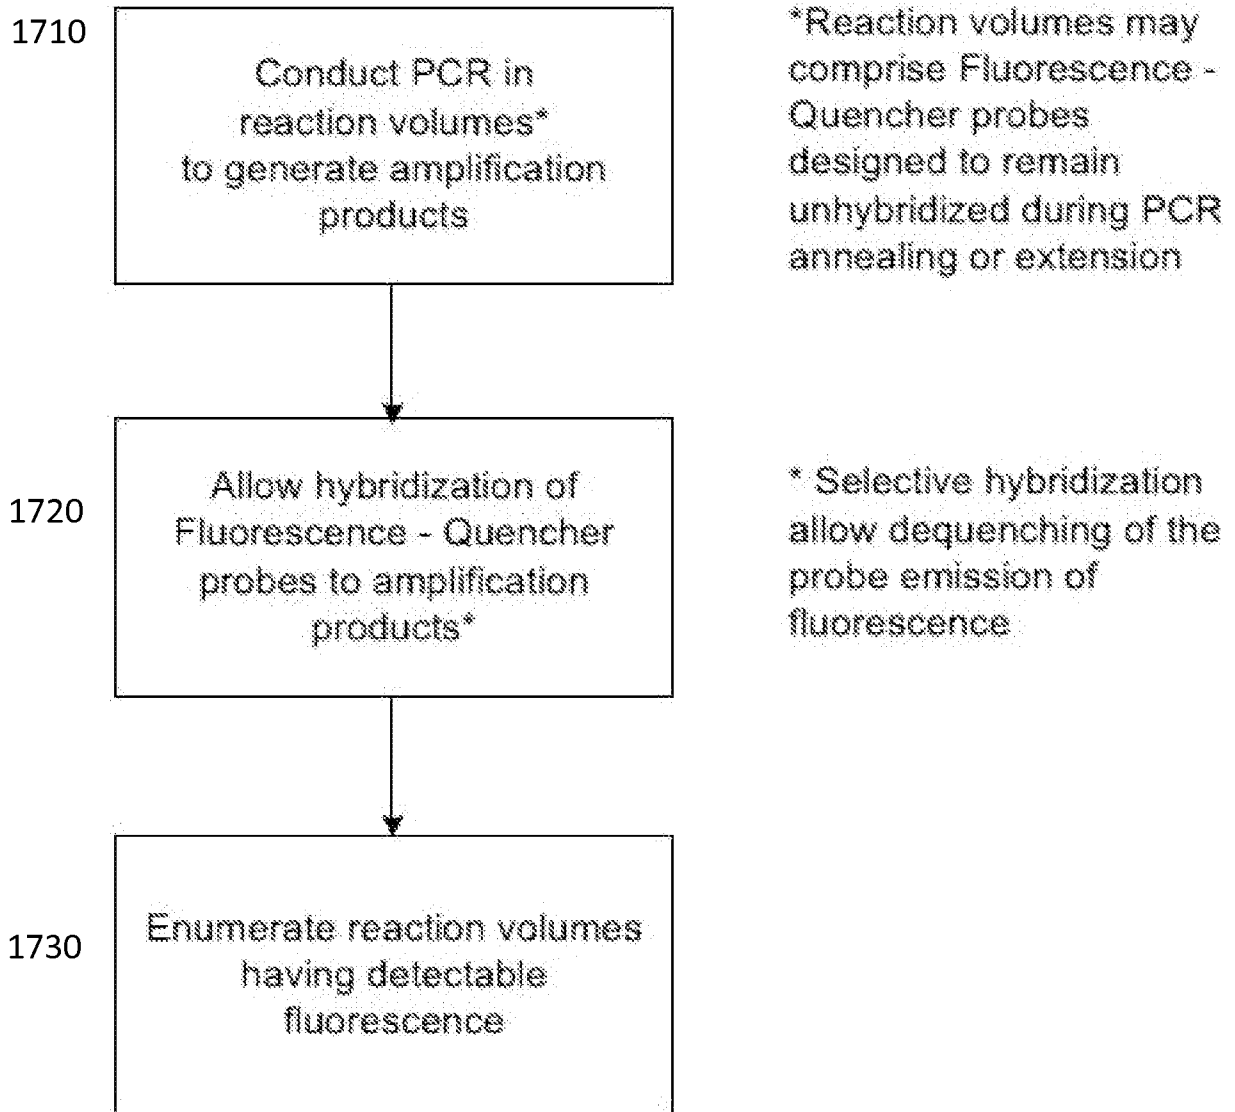 1710
Conduct PCR in
reaction volumes*
to generate amplification
products
*Reaction volumes may
comprise Fluorescence -
Quencher probes
designed to remain
unhybridized during PCR
annealing or extension
1720
Allow hybridization of
Fluorescence - Quencher
probes to amplification
products*
* Selective hybridization
allow dequenching of the
probe emission of
fluorescence
1730
Enumerate reaction volumes
having detectable
fluorescence